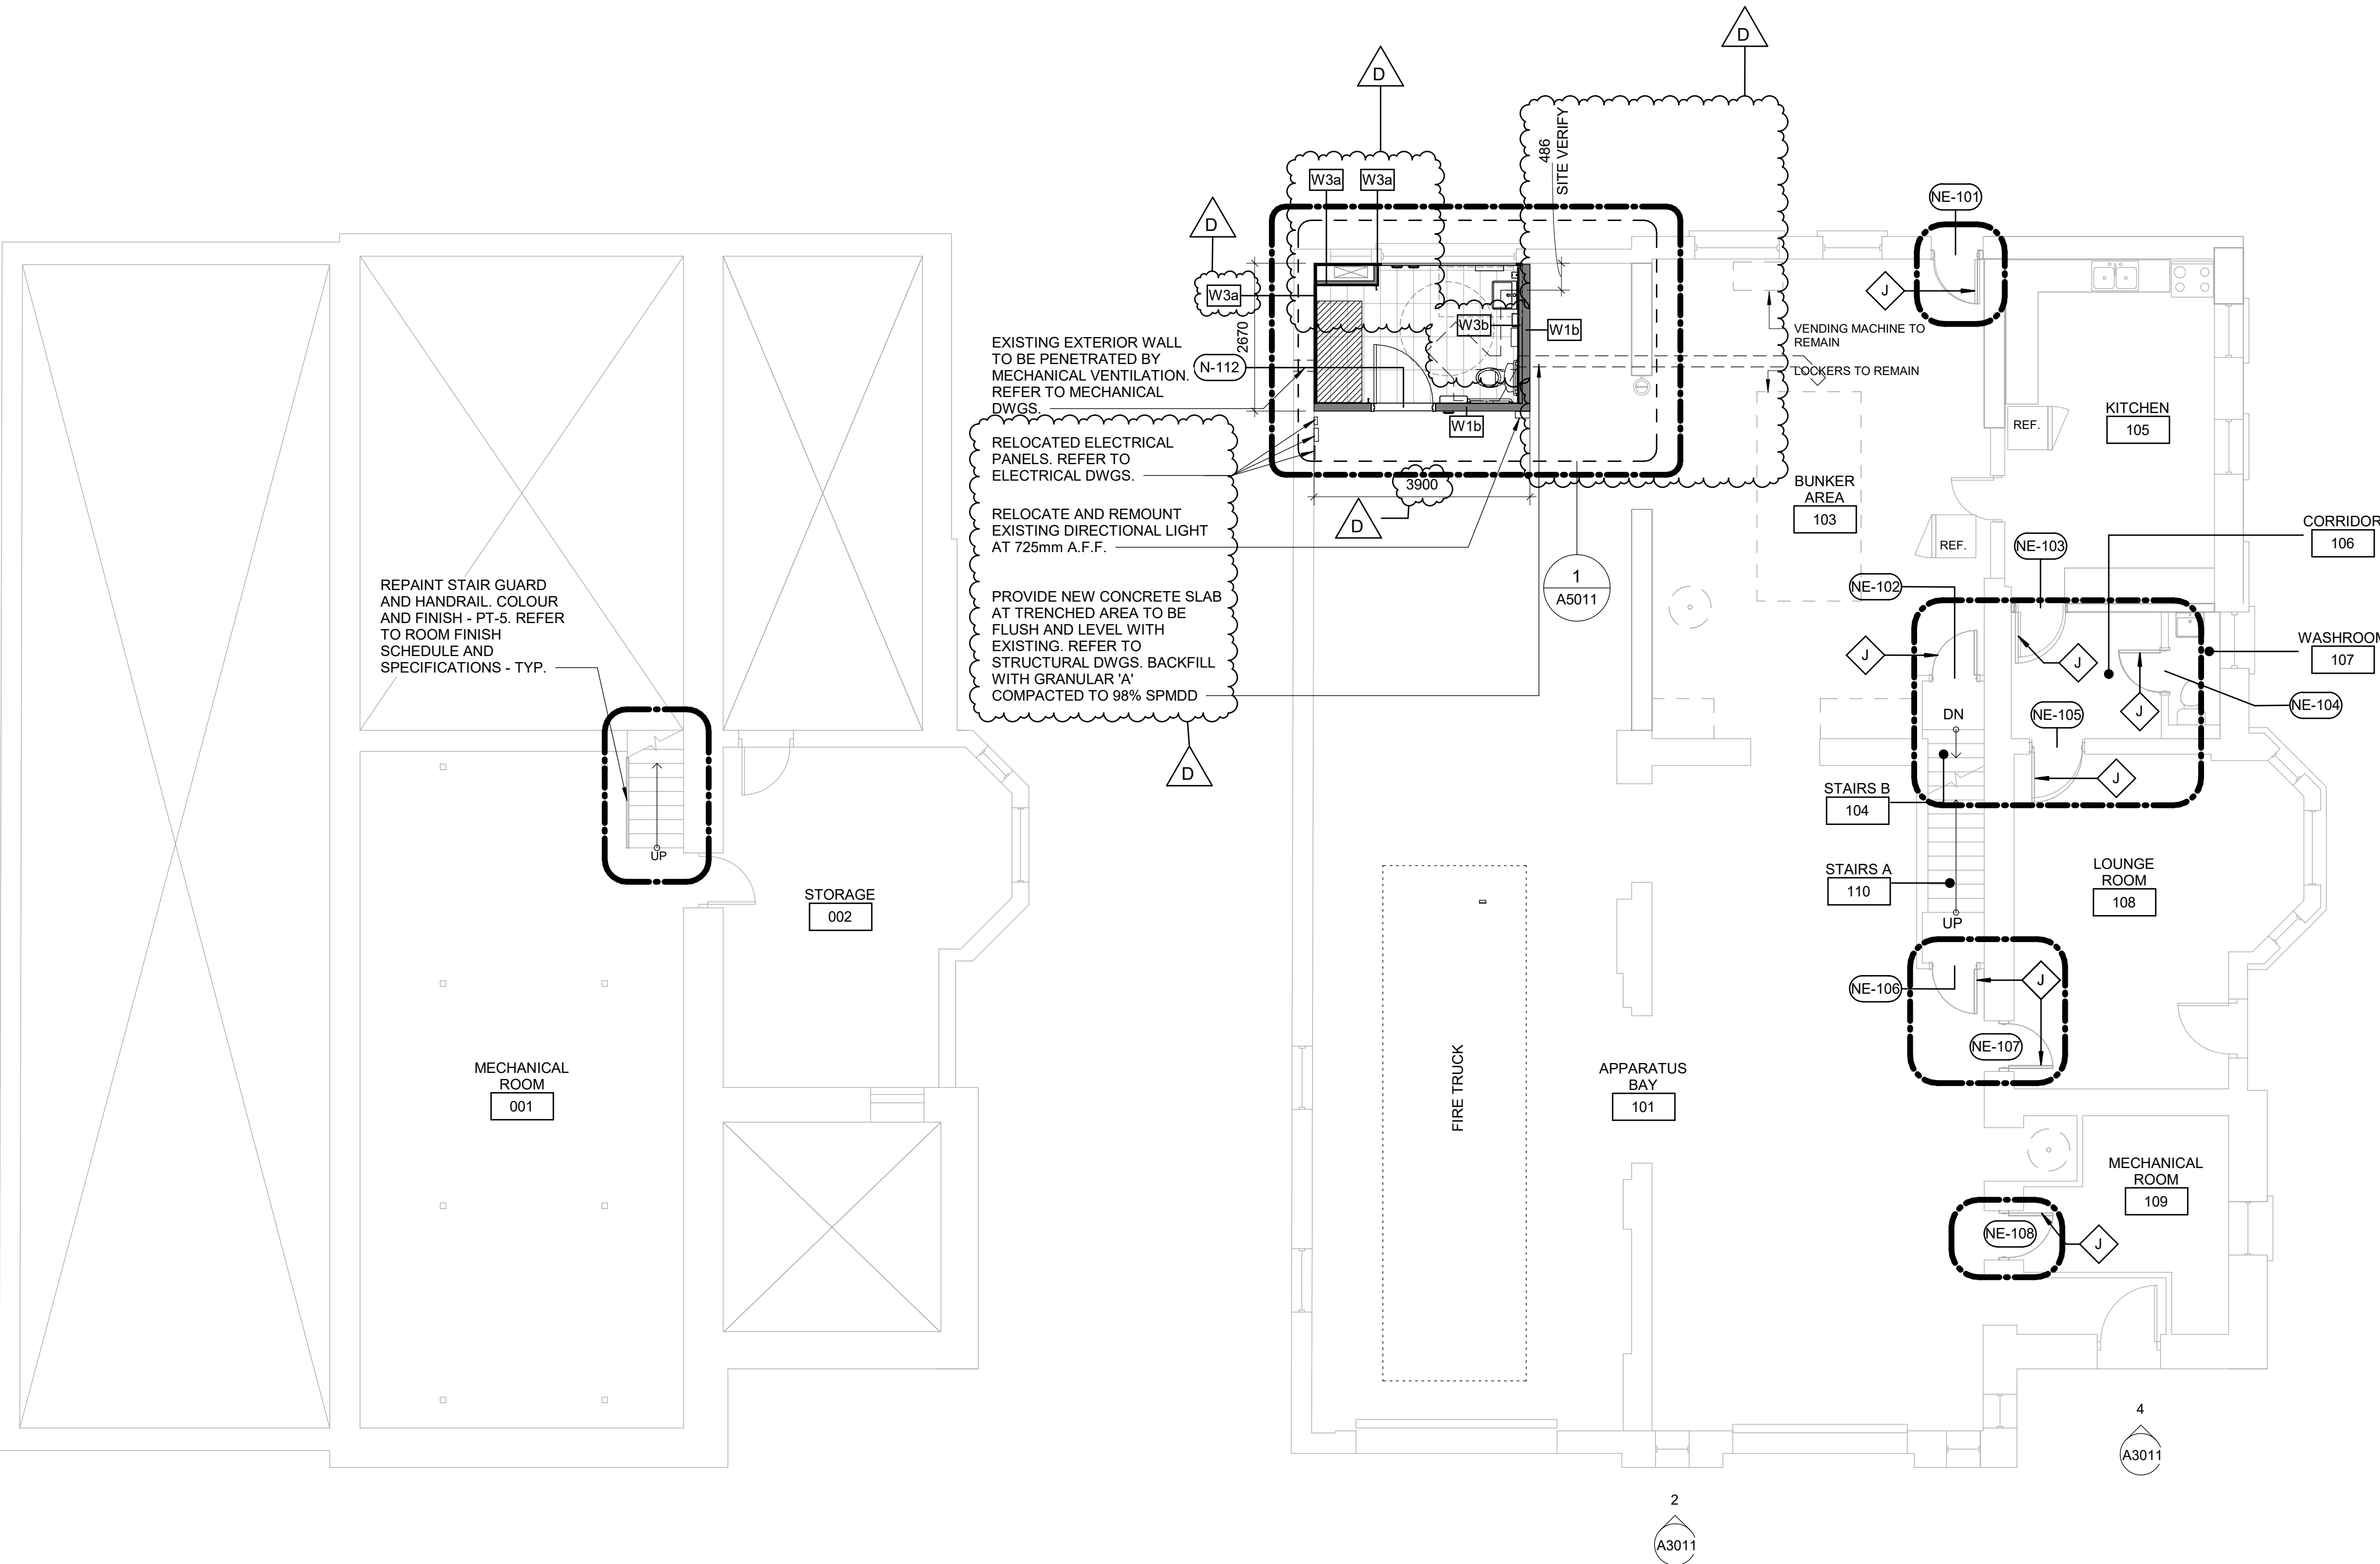 D
D
D
D
D
D
W3a
W3a
W3a
W3b
W1b
W1b
486
SITE VERIFY
2670
3900
N-112
EXISTING EXTERIOR WALL
TO BE PENETRATED BY
MECHANICAL VENTILATION.
REFER TO MECHANICAL
DWGS.
RELOCATED ELECTRICAL
PANELS. REFER TO
ELECTRICAL DWGS.
RELOCATE AND REMOUNT
EXISTING DIRECTIONAL LIGHT
AT 725mm A.F.F.
PROVIDE NEW CONCRETE SLAB
AT TRENCHED AREA TO BE
FLUSH AND LEVEL WITH
EXISTING. REFER TO
STRUCTURAL DWGS. BACKFILL
WITH GRANULAR 'A'
COMPACTED TO 98% SPMDD
REPAINT STAIR GUARD
AND HANDRAIL. COLOUR
AND FINISH - PT-5. REFER
TO ROOM FINISH
SCHEDULE AND
SPECIFICATIONS - TYP.
UP
STORAGE
002
MECHANICAL
ROOM
001
1
A5011
NE-101
J
VENDING MACHINE TO
REMAIN
LOCKERS TO REMAIN
KITCHEN
105
REF.
REF.
BUNKER
AREA
103
CORRIDOR
106
NE-103
NE-102
J
J
J
J
WASHROOM
107
NE-104
NE-105
DN
STAIRS B
104
STAIRS A
110
UP
LOUNGE
ROOM
108
NE-106
J
NE-107
FIRE TRUCK
APPARATUS
BAY
101
MECHANICAL
ROOM
109
NE-108
J
4
A3011
2
A3011